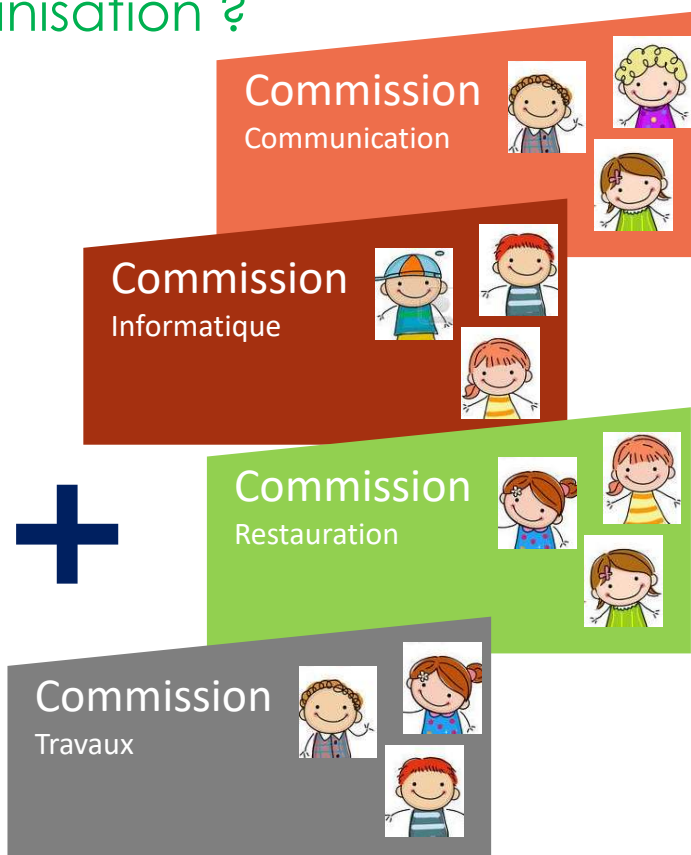 nisation ?
Commission
Communication
Commission
Informatique
Commission
Restauration
Commission
Travaux